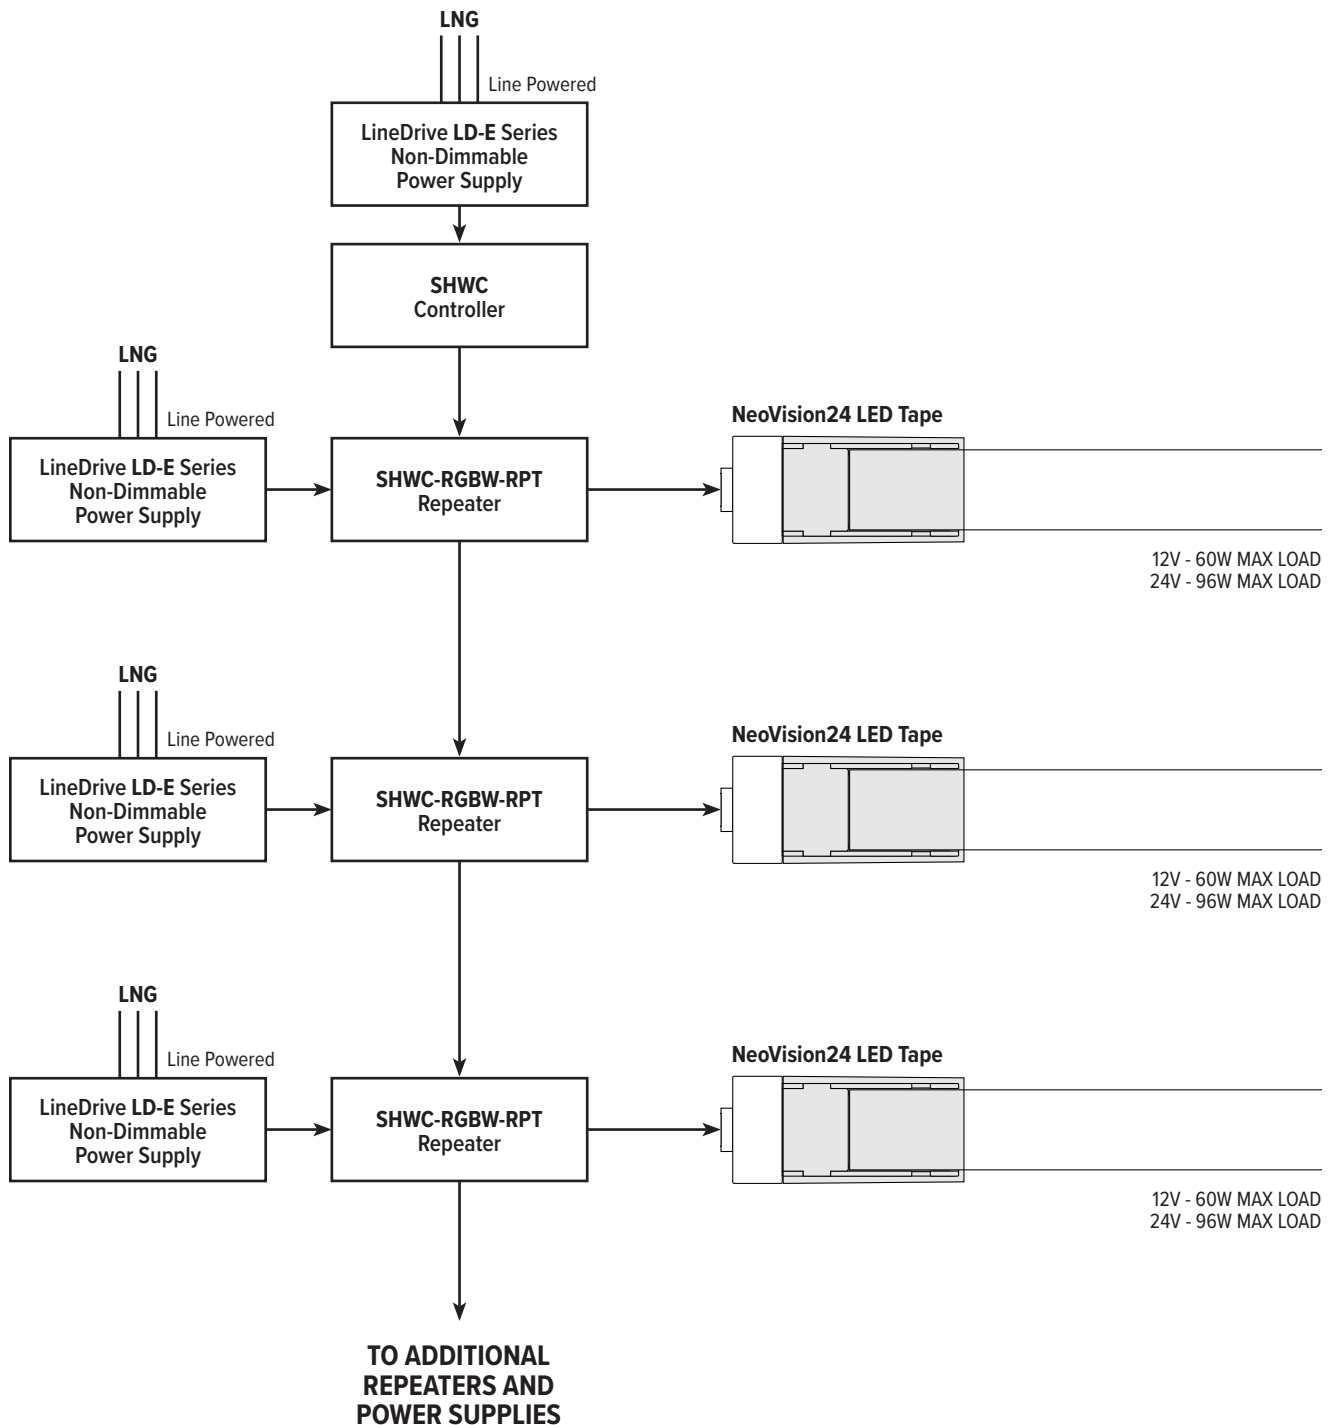 LNG
Line Powered
LineDrive LD-E Series
Non-Dimmable
Power Supply
SHWC
Controller
LNG
Line Powered
LineDrive LD-E Series
Non-Dimmable
Power Supply
SHWC-RGBW-RPT
Repeater
NeoVision24 LED Tape
12V - 60W MAX LOAD
24V - 96W MAX LOAD
LNG
Line Powered
LineDrive LD-E Series
Non-Dimmable
Power Supply
SHWC-RGBW-RPT
Repeater
NeoVision24 LED Tape
12V - 60W MAX LOAD
24V - 96W MAX LOAD
LNG
Line Powered
LineDrive LD-E Series
Non-Dimmable
Power Supply
SHWC-RGBW-RPT
Repeater
NeoVision24 LED Tape
12V - 60W MAX LOAD
24V - 96W MAX LOAD
TO ADDITIONAL
REPEATERS AND
POWER SUPPLIES